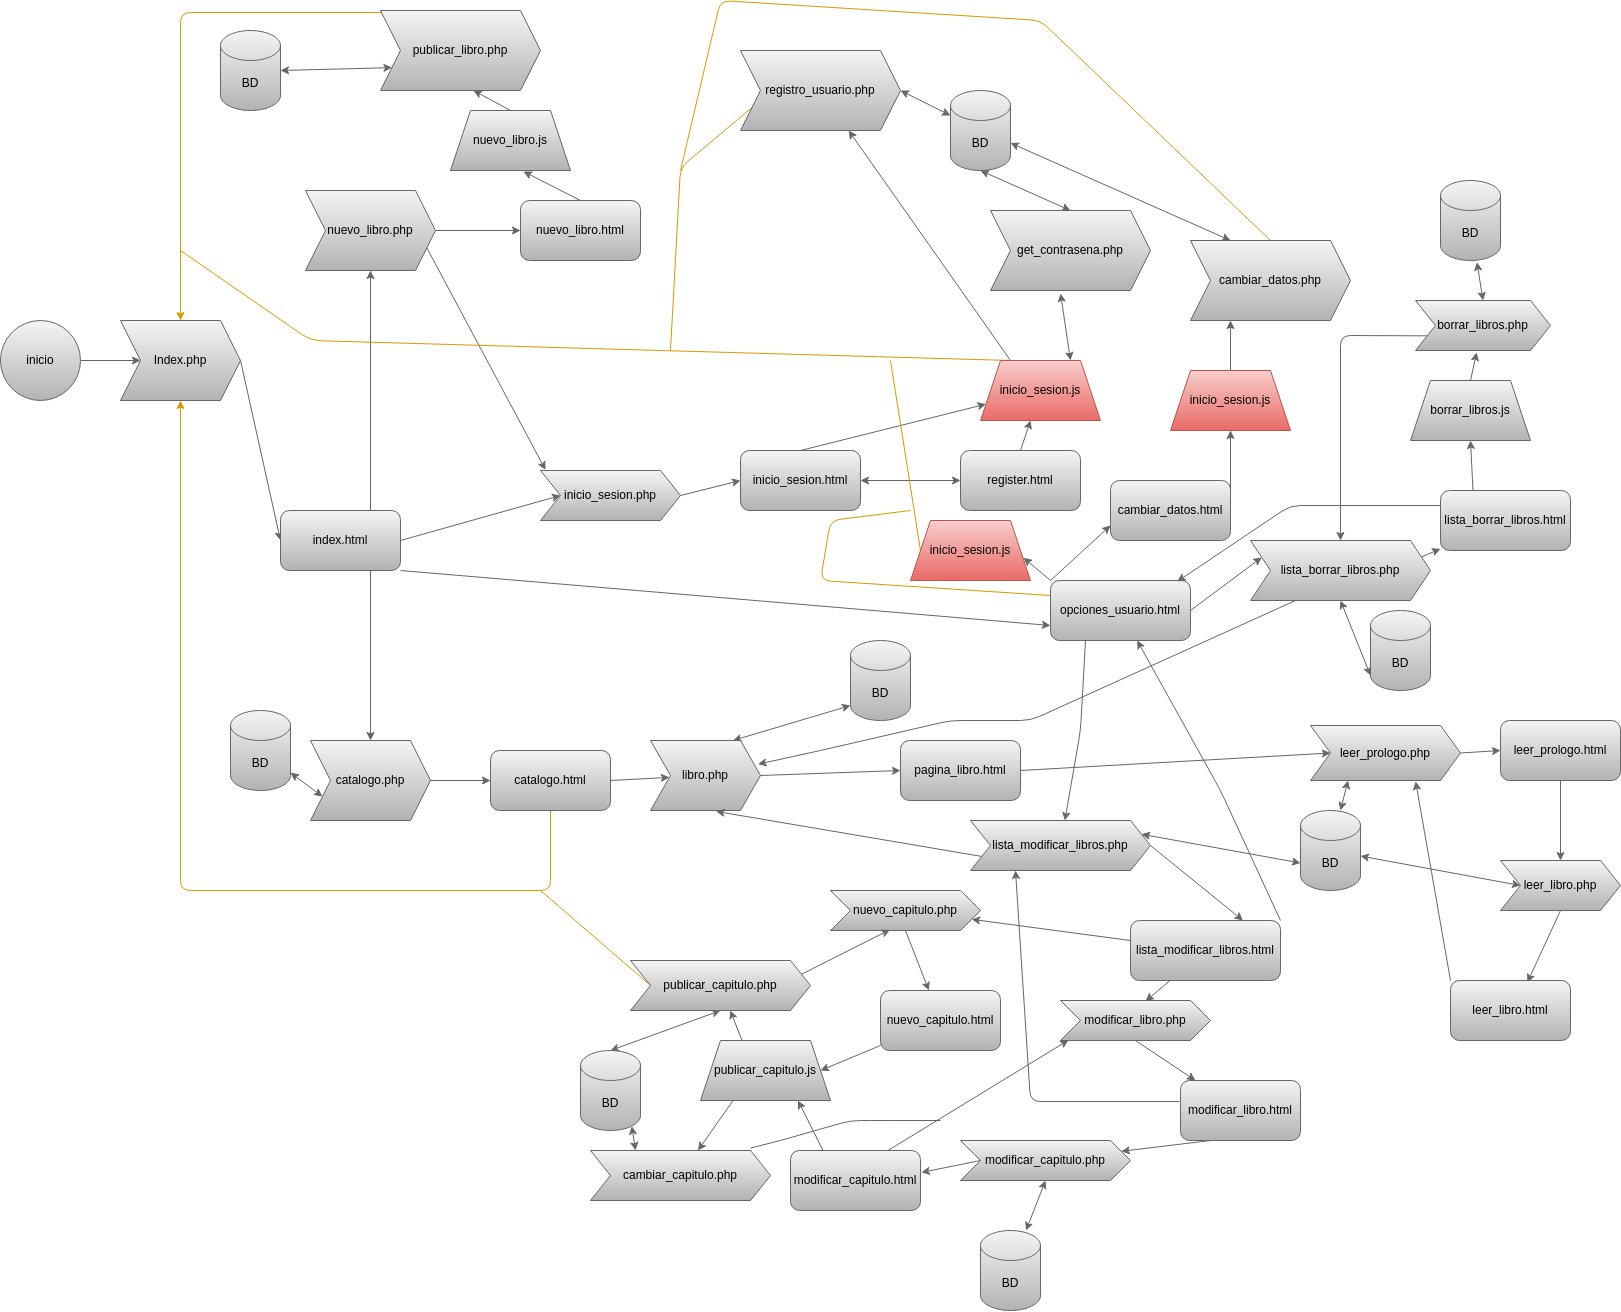 publicar_libro.php
BD
registro_usuario.php
nuevo_libro.js
BD
nuevo_libro.php
nuevo_libro.html
get_contrasena.php
BD
cambiar_datos.php
borrar_libros.php
inicio
Index.php
inicio_sesion.js
inicio_sesion.js
borrar_libros.js
inicio_sesion.php
inicio_sesion.html
register.html
cambiar_datos.html
lista_borrar_libros.html
index.html
inicio_sesion.js
lista_borrar_libros.php
opciones_usuario.html
BD
BD
BD
catalogo.php
catalogo.html
libro.php
pagina_libro.html
leer_prologo.php
leer_prologo.html
lista_modificar_libros.php
BD
leer_libro.php
nuevo_capitulo.php
lista_modificar_libros.html
publicar_capitulo.php
nuevo_capitulo.html
modificar_libro.php
leer_libro.html
publicar_capitulo.js
BD
modificar_libro.html
cambiar_capitulo.php
modificar_capitulo.html
modificar_capitulo.php
BD